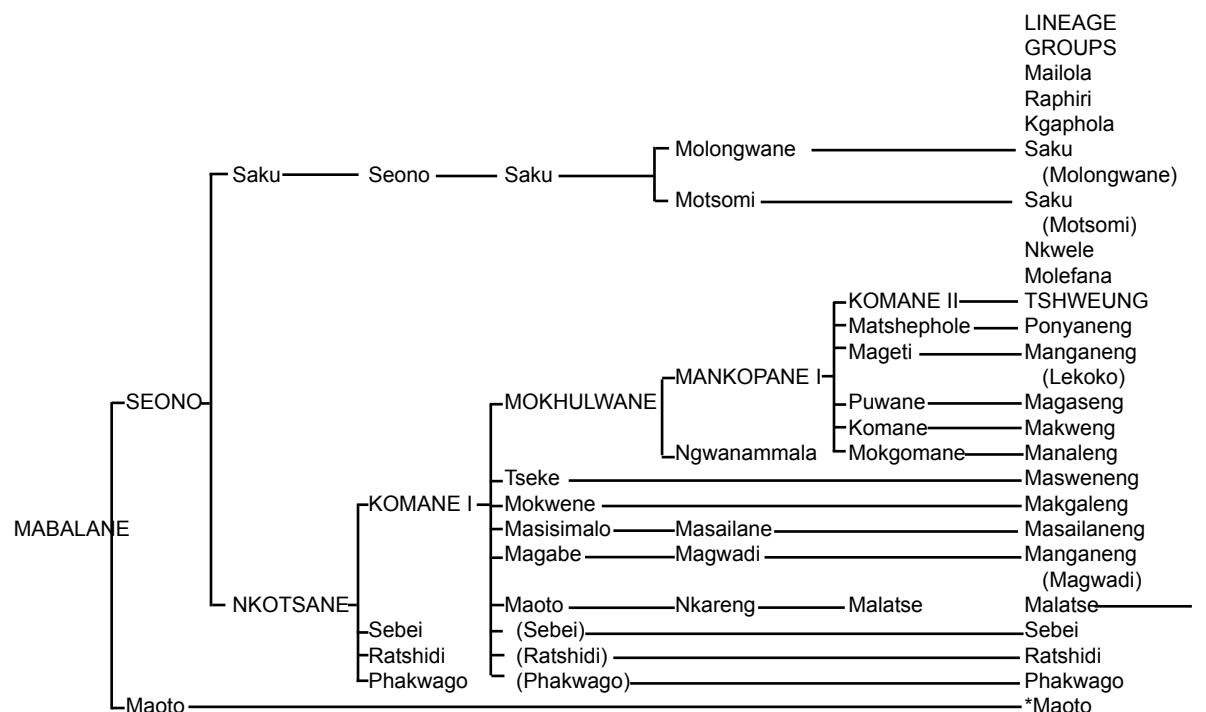 LINEAGE
GROUPS
Mailola
Raphiri
Kgaphola
Molongwane Saku
Saku Seono Saku (Molongwane)
Motsomi Saku
(Motsomi)
Nkwele
Molefana
KOMANE II TSHWEUNG
Matshephole Ponyaneng
Mageti Manganeng
MANKOPANE I (Lekoko)
SEONO MOKHULWANE Puwane Magaseng
Komane Makweng
Ngwanammala Mokgomane Manaleng
Tseke Masweneng
KOMANE I Mokwene Makgaleng
MABALANE Masisimalo Masailane Masailaneng
Magabe Magwadi Manganeng
(Magwadi)
NKOTSANE Maoto Nkareng Malatse Malatse
Sebei (Sebei) Sebei
Ratshidi (Ratshidi) Ratshidi
Phakwago (Phakwago) Phakwago
Maoto *Maoto